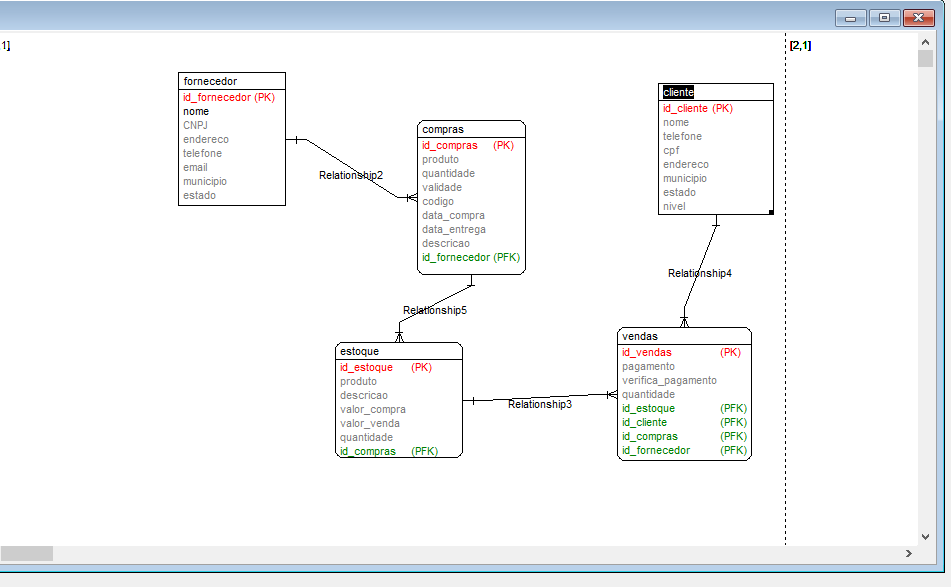 1]
[2,1]
fornecedor
id_fornecedor (PK)
nome
CNPJ
endereco
telefone
email
municipio
estado
Relationship2
compras
id_compras (PK)
produto
quantidade
validade
codigo
data_compra
data_entrega
descricao
id_fornecedor (PFK)
cliente
id_cliente (PK)
nome
telefone
cpf
endereco
municipio
estado
nivel
Relationship4
Relationship5
estoque
id_estoque (PK)
produto
descricao
valor_compra
valor_venda
quantidade
id_compras (PFK)
Relationship3
vendas
id_vendas (PK)
pagamento
verifica_pagamento
quantidade
id_estoque (PFK)
id_cliente (PFK)
id_compras (PFK)
id_fornecedor (PFK)